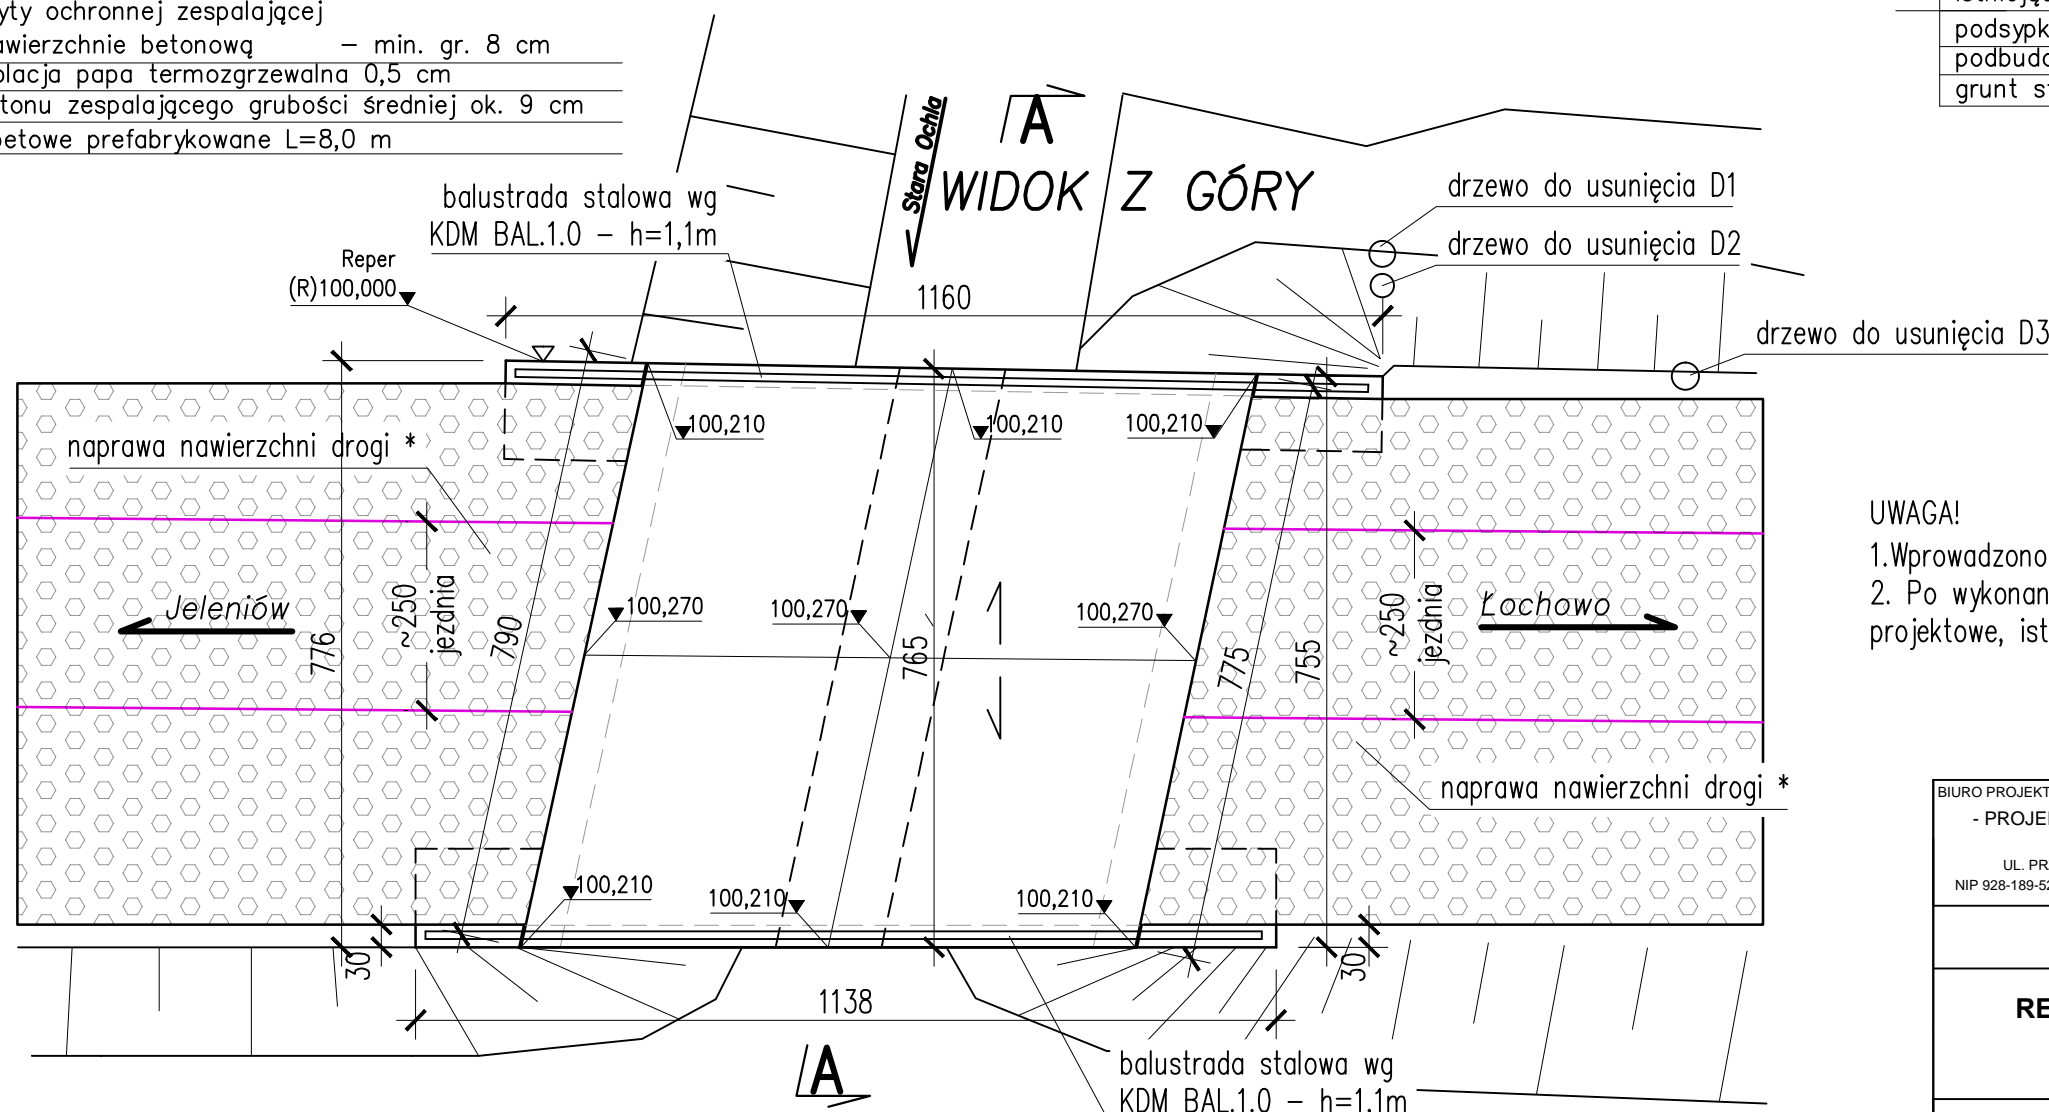 yty ochronnej zespalającej
awierzchnie betonową – min. gr. 8 cm
olacja papa termozgrzewalna 0,5 cm
tonu zespalającego grubości średniej ok. 9 cm
betowe prefabrykowane L=8,0 m
podsypk
podbudo
grunt st
A
Stara Ochla
WIDOK Z GÓRY
balustrada stalowa wg
KDM BAL.1.0 – h=1,1m
drzewo do usunięcia D1
drzewo do usunięcia D2
Reper
(R)100,000
1160
drzewo do usunięcia D3
100,210
100,210
100,210
naprawa nawierzchni drogi *
UWAGA!
1.Wprowadzono
2. Po wykonan
projektowe, ist
Jeleniów
776
~250
jezdnia
790
100,270
100,270
100,270
765
775
755
~250
jezdnia
Łochowo
naprawa nawierzchni drogi *
BIURO PROJEKT
- PROJE
UL. PR
NIP 928-189-52
100,210
100,210
100,210
30
30
1138
RE
A
balustrada stalowa wg
KDM BAL.1.0 – h=1,1m